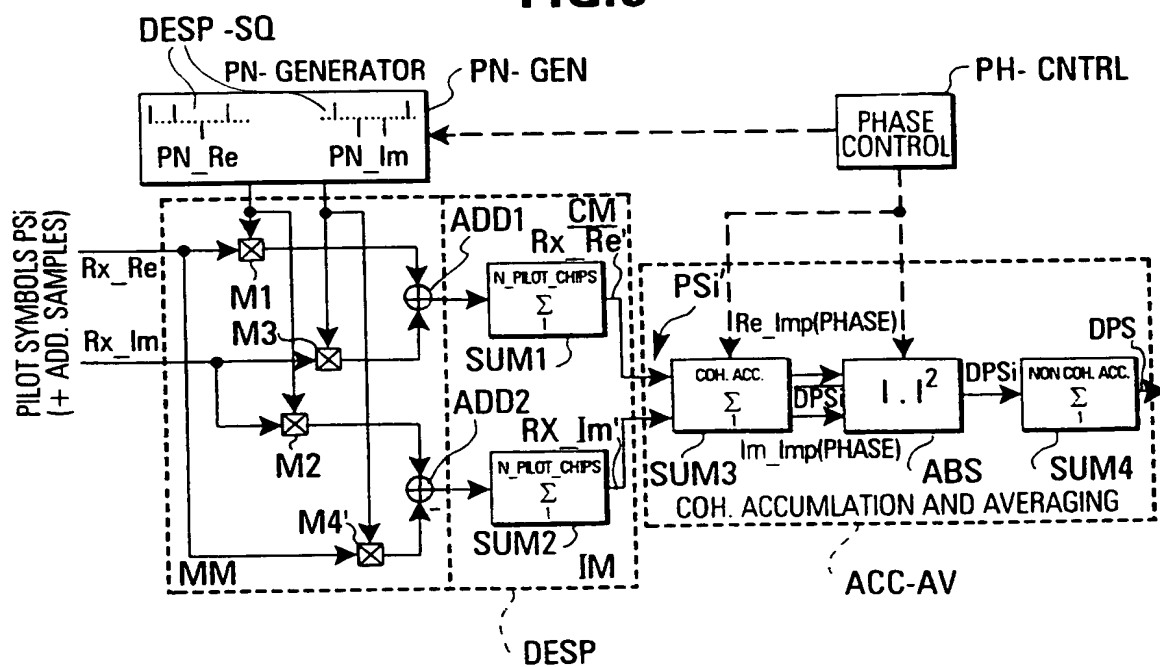 DESP -SQ
PN- GENERATOR
PN- GEN
PH- CNTRL
PN_Re
PN_Im
PHASE
CONTROL
PILOT SYMBOLS PSi
(+ ADD. SAMPLES)
Rx_Re
Rx_Im
M1
M3
M2
M4'
MM
ADD1
ADD2
-
CM
Rx_Re'
N_PILOT_CHIPS
Σ
1
SUM1
RX_Im'
N_PILOT_CHIPS
Σ
1
SUM2
IM
DESP
PSi'
Re_Imp(PHASE)
COH. ACC.
Σ
1
DPSi
Im_Imp(PHASE)
SUM3
| . |²
ABS
DPSi
NON COH. ACC.
Σ
1
SUM4
DPS
COH. ACCUMLATION AND AVERAGING
ACC-AV